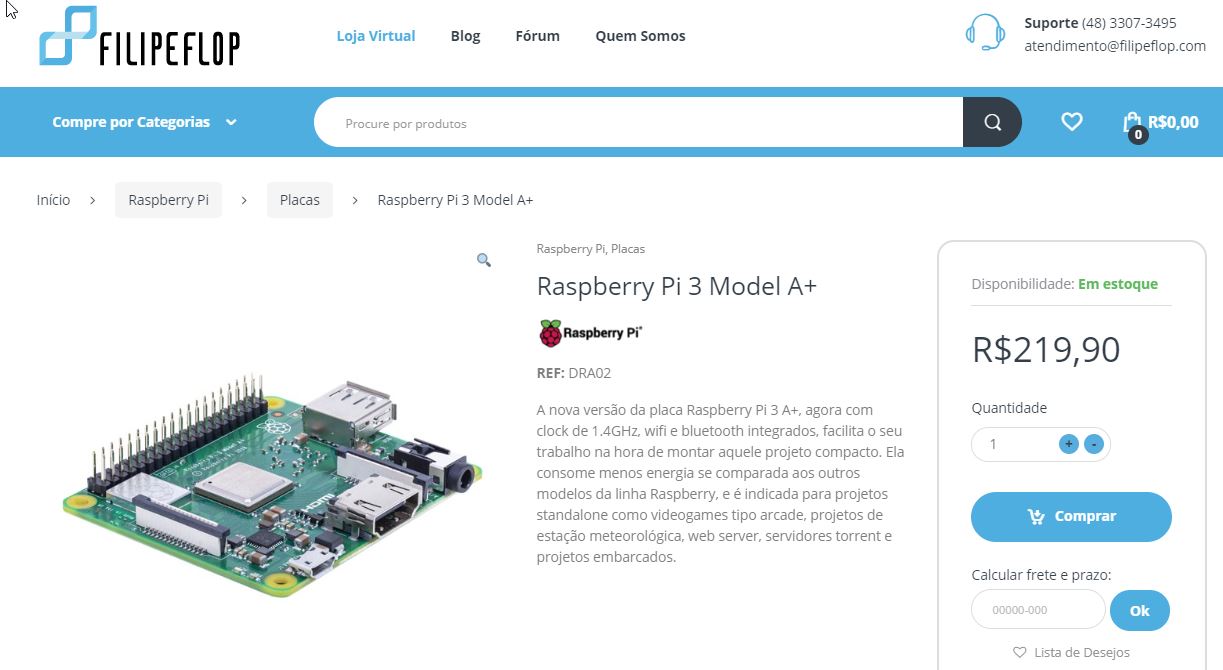 FILIPEFLOP
Loja Virtual
Blog
Fórum
Quem Somos
Suporte (48) 3307-3495
atendimento@filipeflop.com
Compre por Categorias
Procure por produtos
0
R$0,00
Início > Raspberry Pi > Placas > Raspberry Pi 3 Model A+
Raspberry Pi, Placas
Raspberry Pi 3 Model A+
Raspberry Pi
REF: DRA02
A nova versão da placa Raspberry Pi 3 A+, agora com
clock de 1.4GHz, wifi e bluetooth integrados, facilita o seu
trabalho na hora de montar aquele projeto compacto. Ela
consome menos energia se comparada aos outros
modelos da linha Raspberry, e é indicada para projetos
standalone como videogames tipo arcade, projetos de
estação meteorológica, web server, servidores torrent e
projetos embarcados.
HDMI
Disponibilidade: Em estoque
R$219,90
Quantidade
1 + -
Comprar
Calcular frete e prazo:
00000-000
Ok
Lista de Desejos